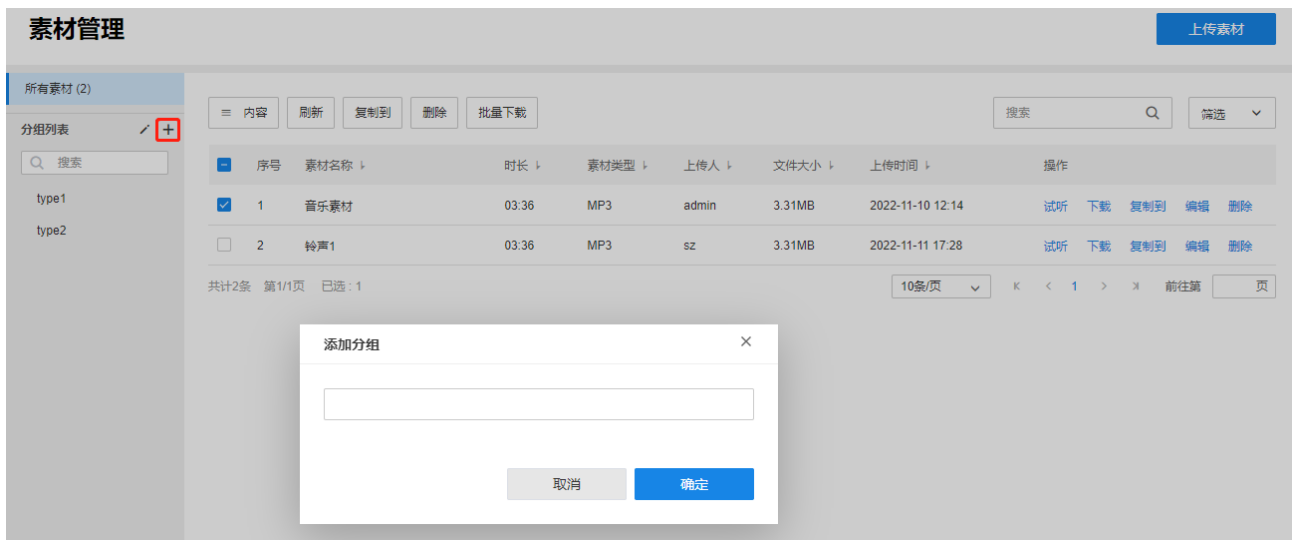 素材管理
上传素材
所有素材 (2)
分组列表
搜索
type1
type2
内容 刷新 复制到 删除 批量下载 搜索 筛选
序号 素材名称 时长 素材类型 上传人 文件大小 上传时间 操作
1 音乐素材 03:36 MP3 admin 3.31MB 2022-11-10 12:14 试听 下载 复制到 编辑 删除
2 铃声1 03:36 MP3 sz 3.31MB 2022-11-11 17:28 试听 下载 复制到 编辑 删除
共计2条 第1/1页 已选 : 1 10条/页 1 前往第 页
添加分组
取消 确定